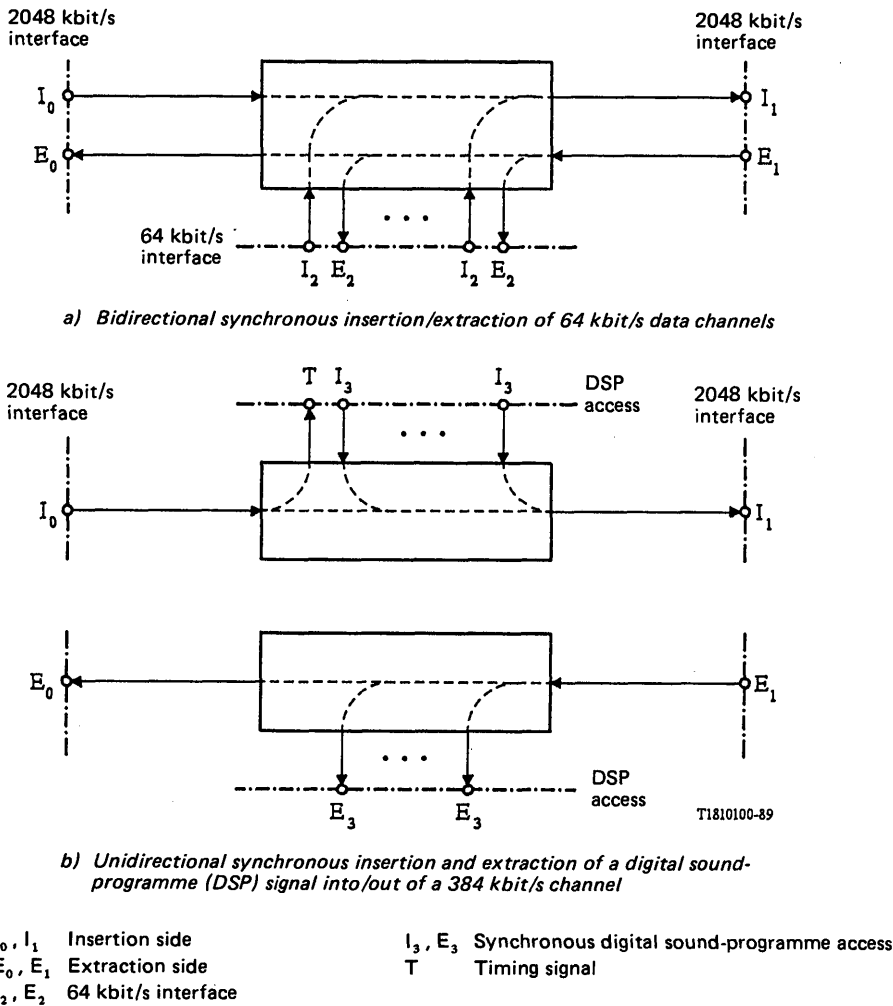 2048 kbit/s
interface
2048 kbit/s
interface
I0
I1
E0
E1
64 kbit/s
interface
I2 E2 • • • I2 E2
a) Bidirectional synchronous insertion/extraction of 64 kbit/s data channels
2048 kbit/s
interface
T I3 I3
DSP
access
2048 kbit/s
interface
• • •
I0
I1
E0
E1
• • •
DSP
access
E3 E3
T1810100-89
b) Unidirectional synchronous insertion and extraction of a digital sound-
programme (DSP) signal into/out of a 384 kbit/s channel
0, I1 Insertion side
E0, E1 Extraction side
2, E2 64 kbit/s interface
I3, E3 Synchronous digital sound-programme access
T Timing signal